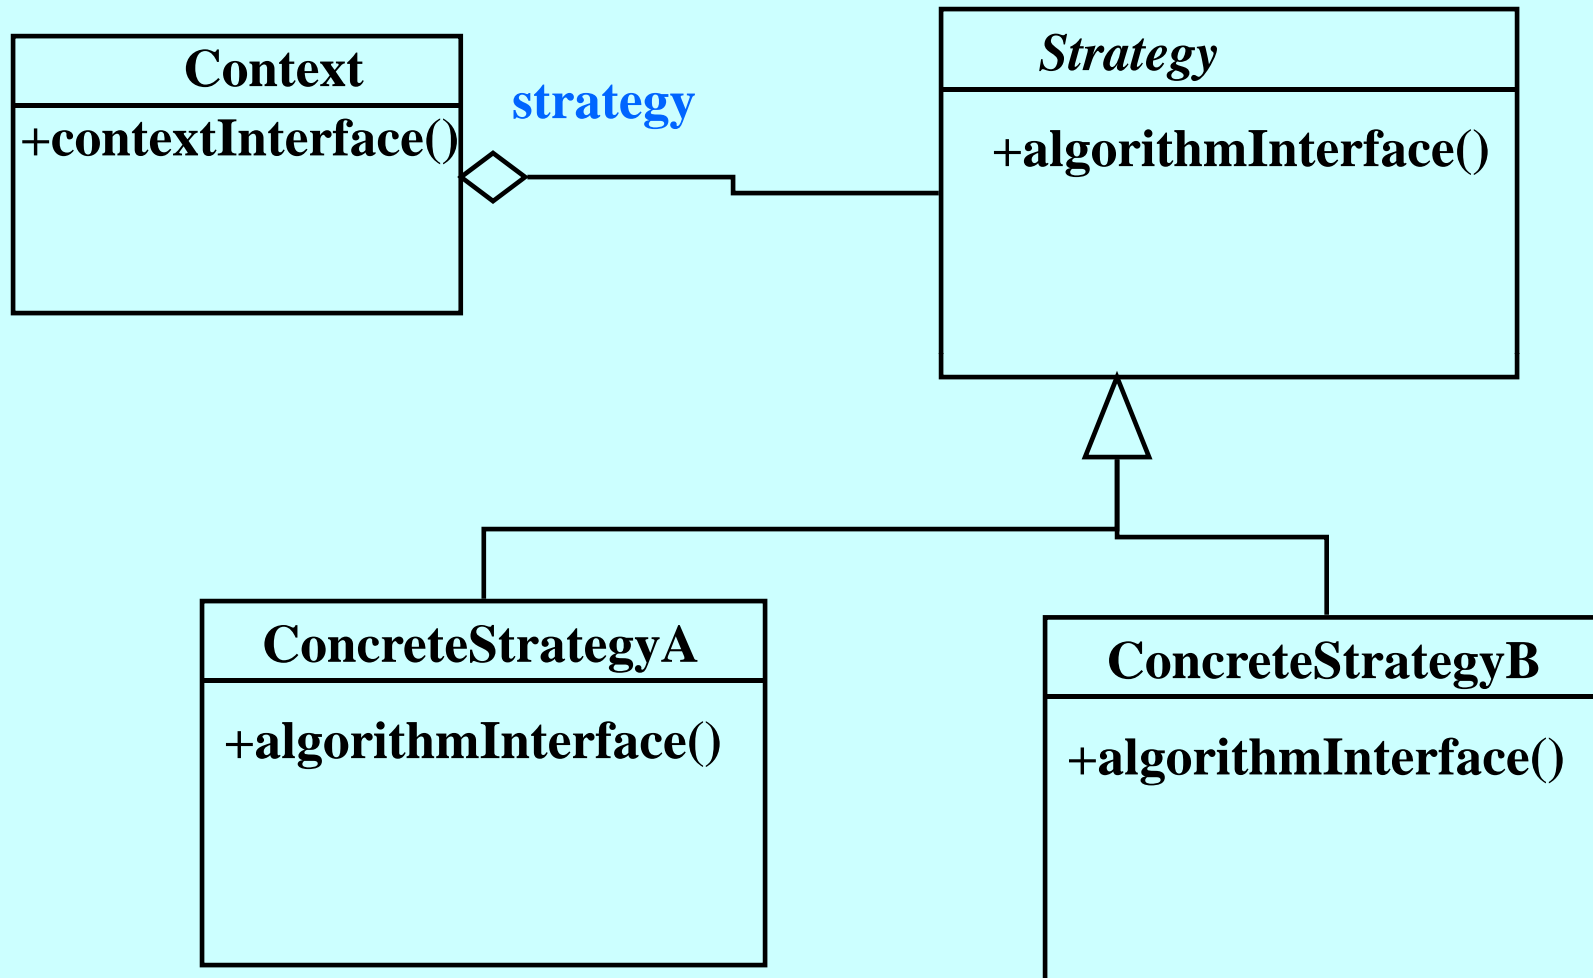 Context
+contextInterface()
strategy
Strategy
+algorithmInterface()
ConcreteStrategyA
+algorithmInterface()
ConcreteStrategyB
+algorithmInterface()